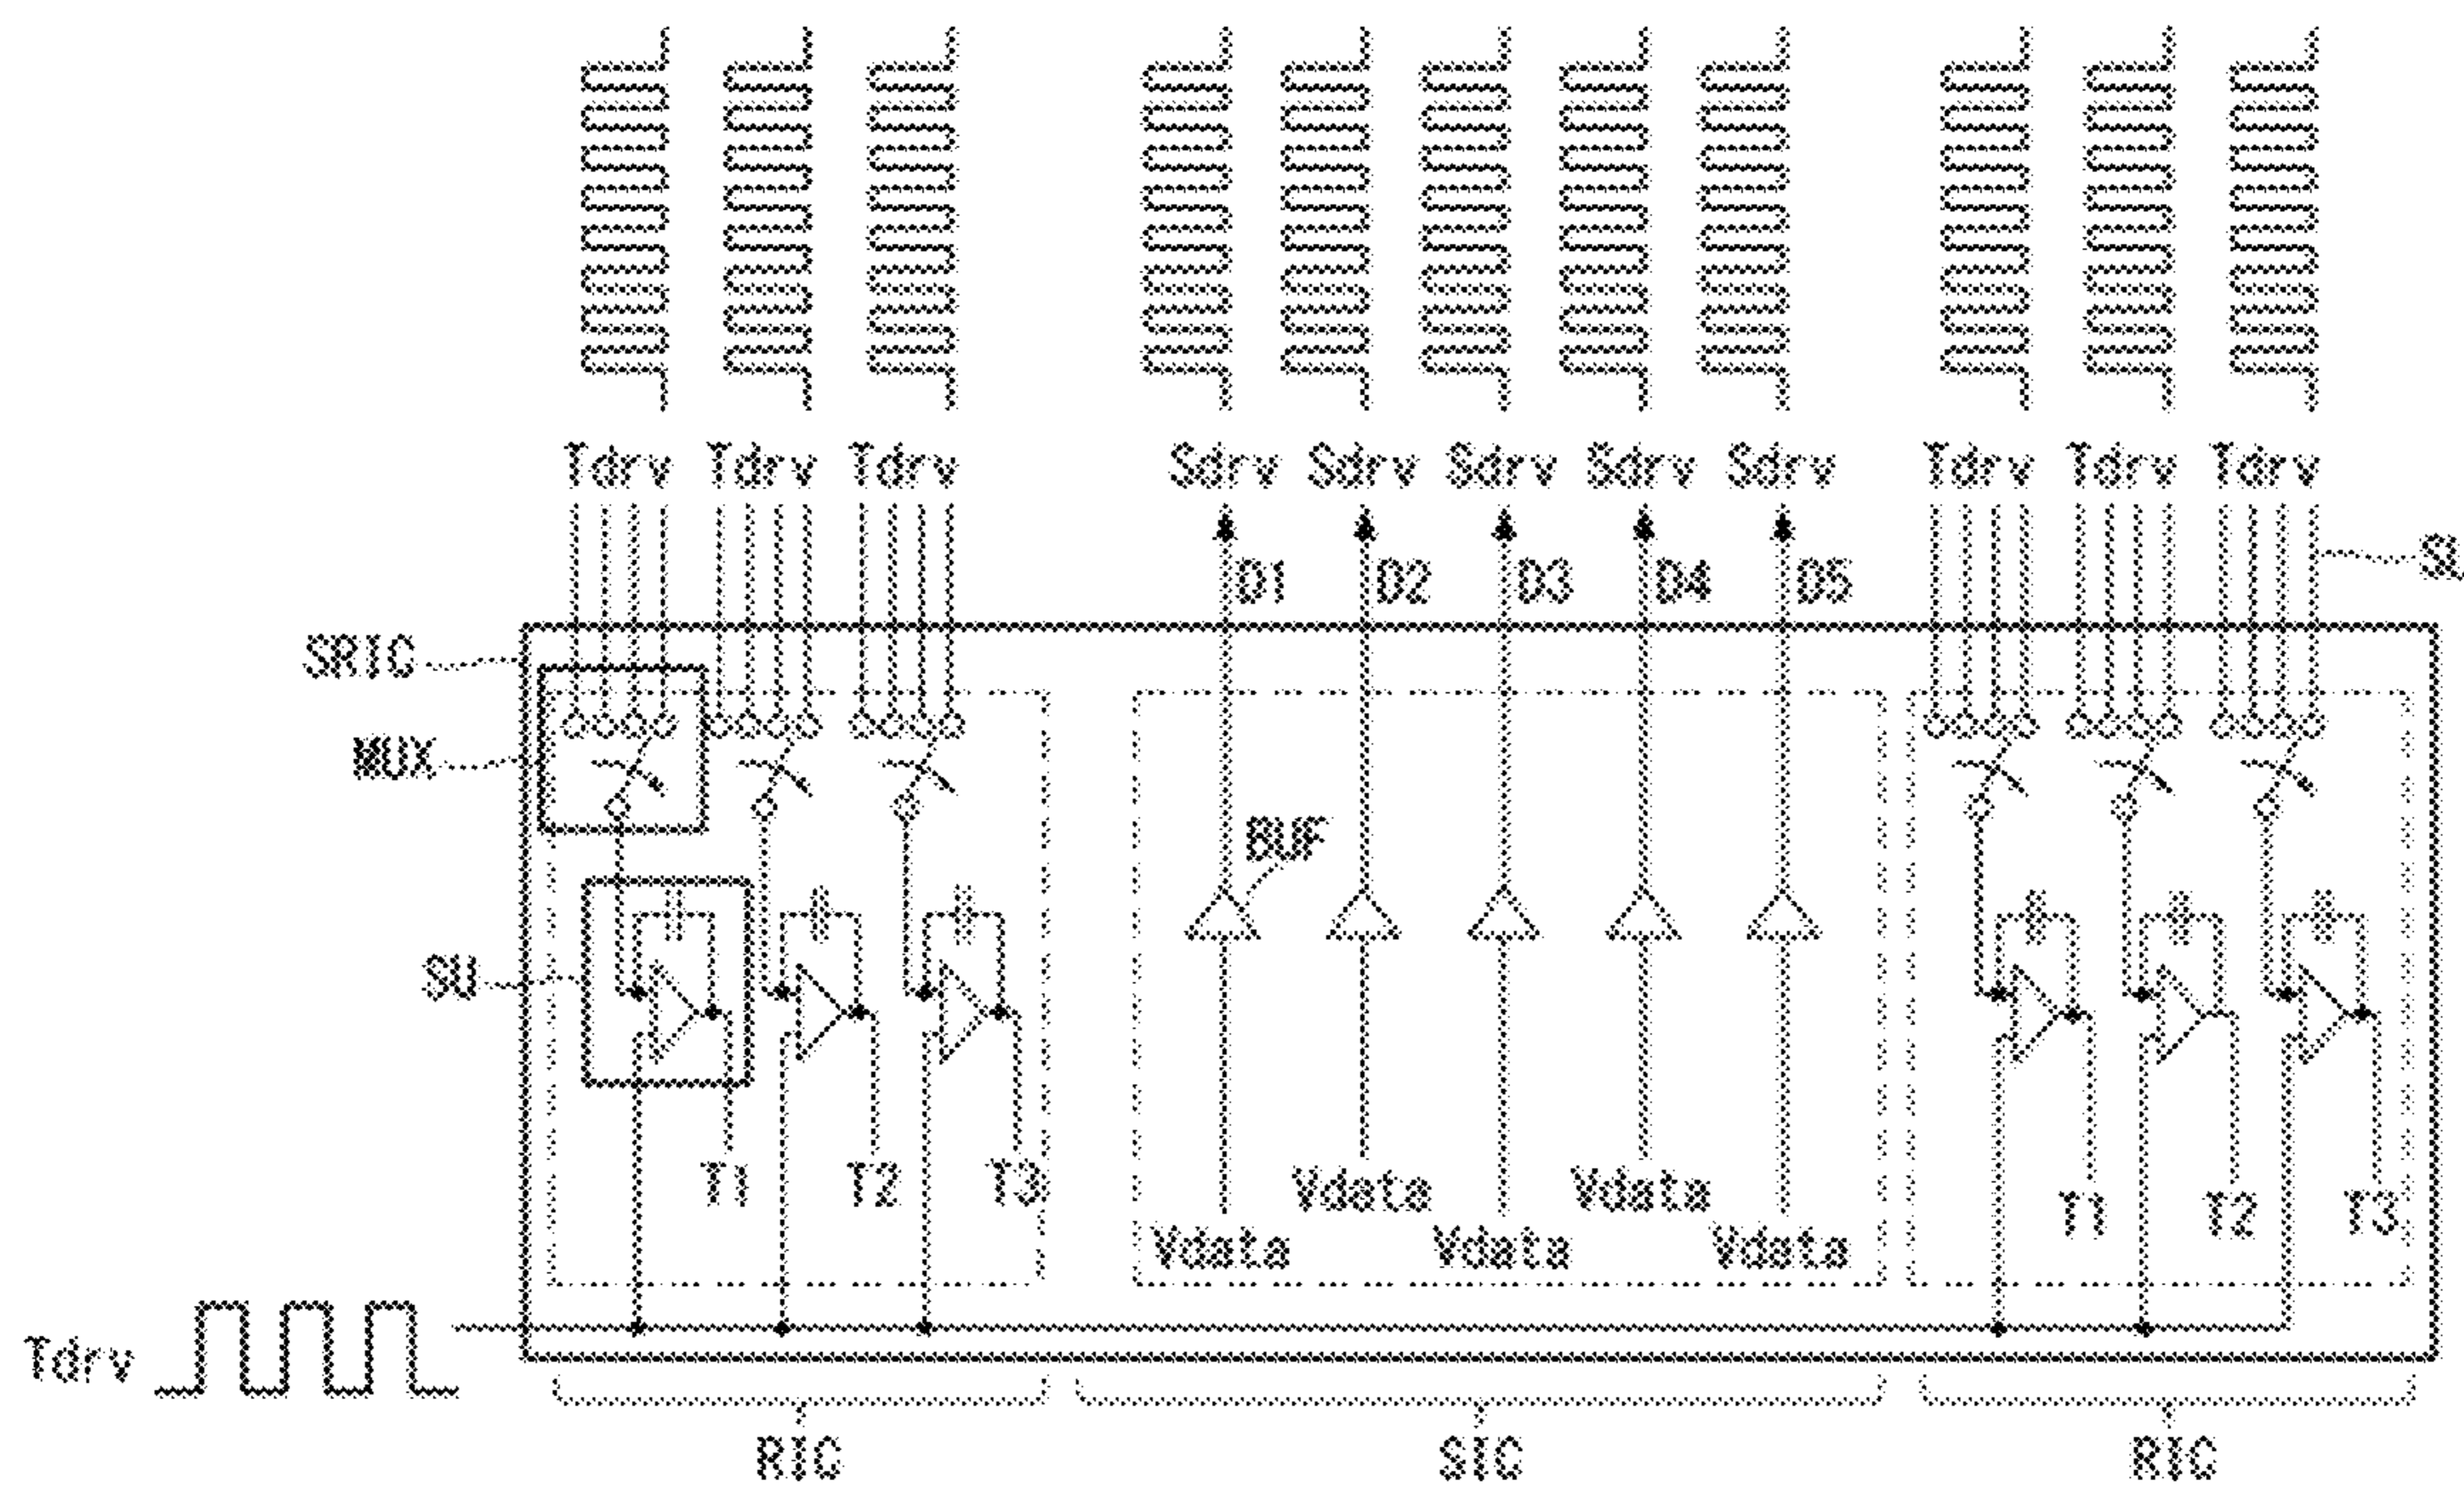 Tdrv Tdrv Tdrv Sdrv Sdrv Sdrv Sdrv Sdrv Tdrv Tdrv Tdrv
D1 D2 D3 D4 D5 SL
SRIC
MUX
BUF
SU
T1 T2 T3 Vdata Vdata T1 T2 T3
Vdata Vdata Vdata
Tdrv
RIC SIC RIC